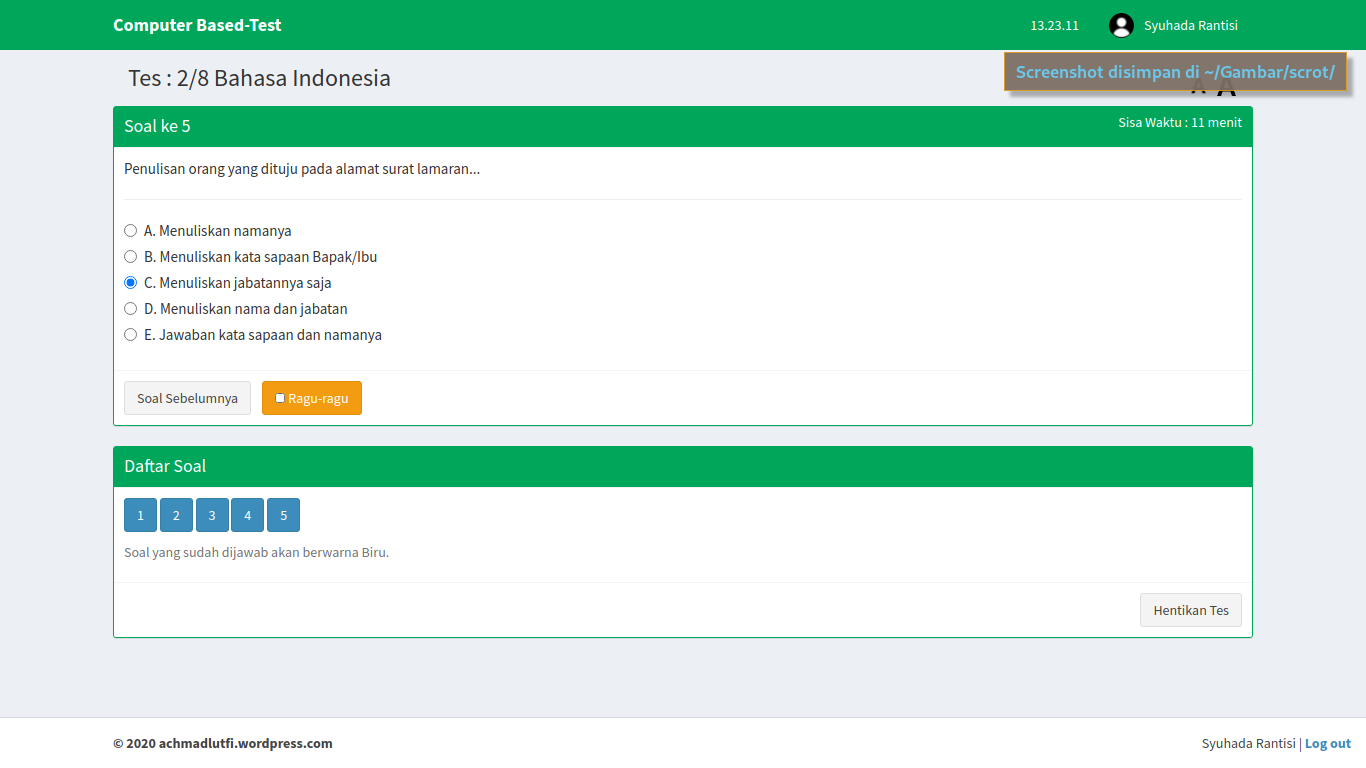 Computer Based-Test
13.23.11
Syuhada Rantisi
Tes : 2/8 Bahasa Indonesia
Screenshot disimpan di ~/Gambar/scrot/
A A
Soal ke 5
Sisa Waktu : 11 menit
Penulisan orang yang dituju pada alamat surat lamaran...
A. Menuliskan namanya
B. Menuliskan kata sapaan Bapak/Ibu
C. Menuliskan jabatannya saja
D. Menuliskan nama dan jabatan
E. Jawaban kata sapaan dan namanya
Soal Sebelumnya
Ragu-ragu
Daftar Soal
1 2 3 4 5
Soal yang sudah dijawab akan berwarna Biru.
Hentikan Tes
© 2020 achmadlutfi.wordpress.com
Syuhada Rantisi | Log out